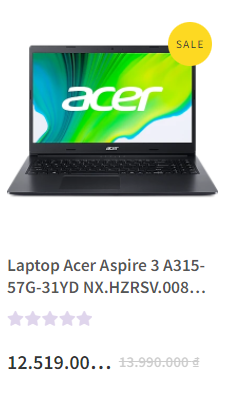 SALE
acer
acer
Laptop Acer Aspire 3 A315-
57G-31YD NX.HZRSV.008...
12.519.00... 13.990.000 ₫